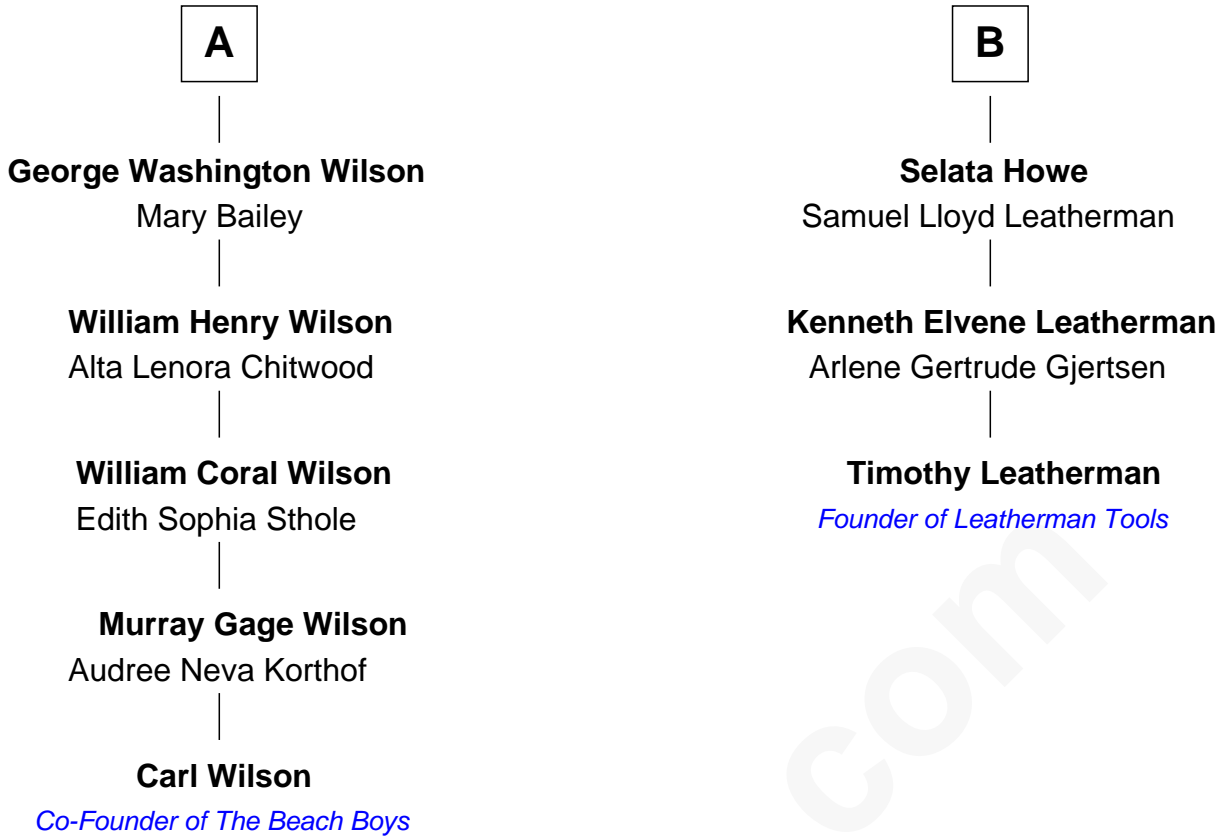 A
George Washington Wilson
Mary Bailey
William Henry Wilson
Alta Lenora Chitwood
William Coral Wilson
Edith Sophia Sthole
Murray Gage Wilson
Audree Neva Korthof
Carl Wilson
Co-Founder of The Beach Boys
B
Selata Howe
Samuel Lloyd Leatherman
Kenneth Elvene Leatherman
Arlene Gertrude Gjertsen
Timothy Leatherman
Founder of Leatherman Tools
com